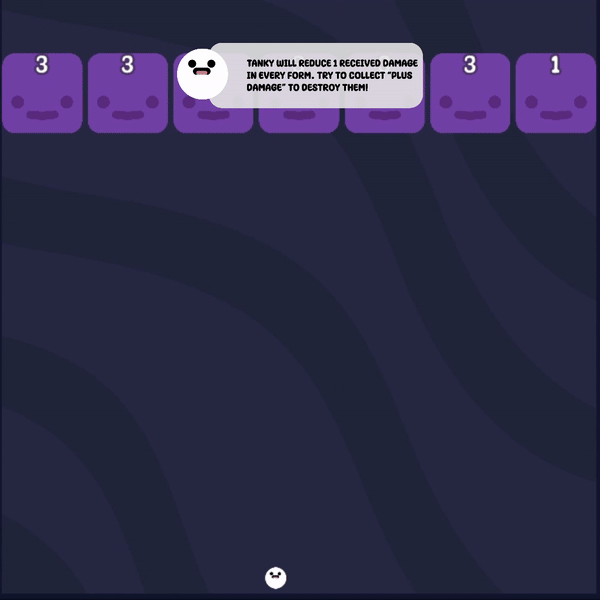 3 3 3 1
TANKY WILL REDUCE 1 RECEIVED DAMAGE
IN EVERY FORM. TRY TO COLLECT "PLUS
DAMAGE" TO DESTROY THEM!